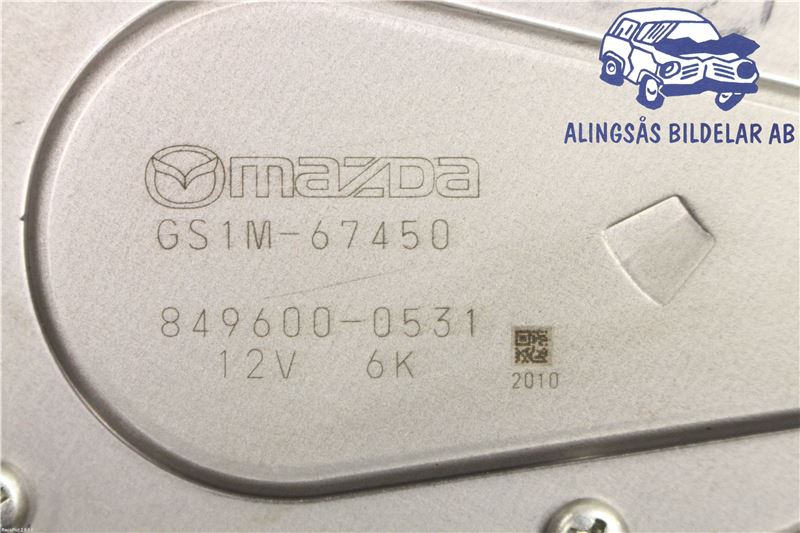 ALINGSÅS BILDELAR AB
mazda
GS1M-67450
849600-0531
12V 6K
2010